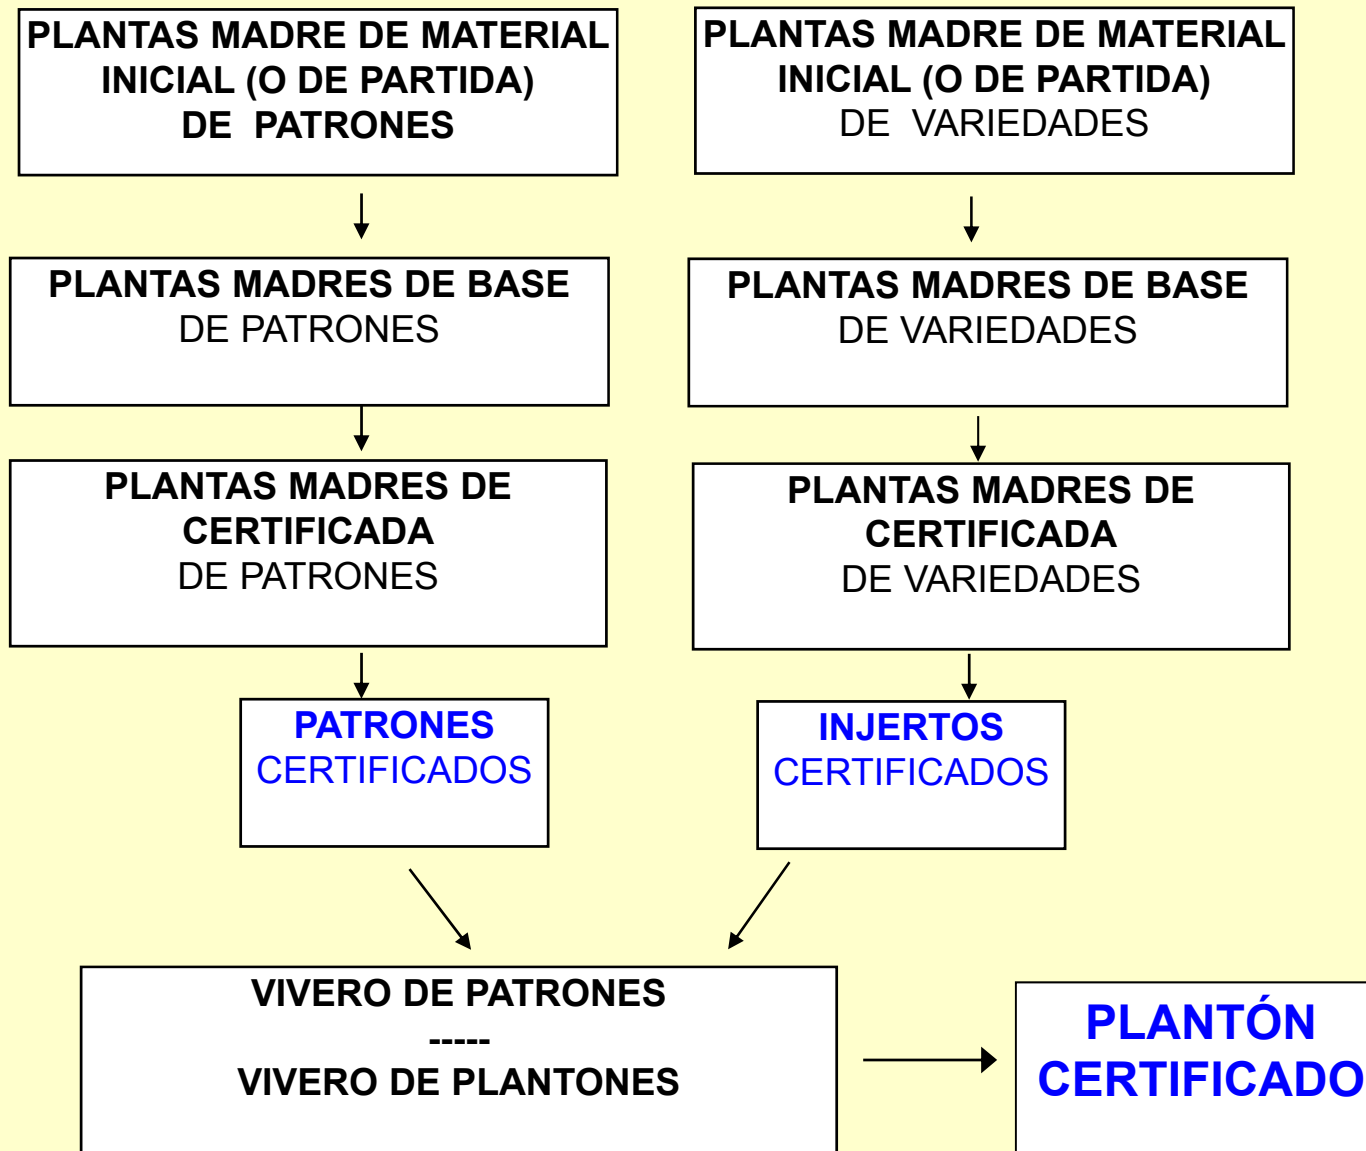 PLANTAS MADRE DE MATERIAL
INICIAL (O DE PARTIDA)
DE PATRONES
PLANTAS MADRE DE MATERIAL
INICIAL (O DE PARTIDA)
DE VARIEDADES
PLANTAS MADRES DE BASE
DE PATRONES
PLANTAS MADRES DE BASE
DE VARIEDADES
PLANTAS MADRES DE
CERTIFICADA
DE PATRONES
PLANTAS MADRES DE
CERTIFICADA
DE VARIEDADES
PATRONES
CERTIFICADOS
INJERTOS
CERTIFICADOS
VIVERO DE PATRONES
-----
VIVERO DE PLANTONES
PLANTÓN
CERTIFICADO